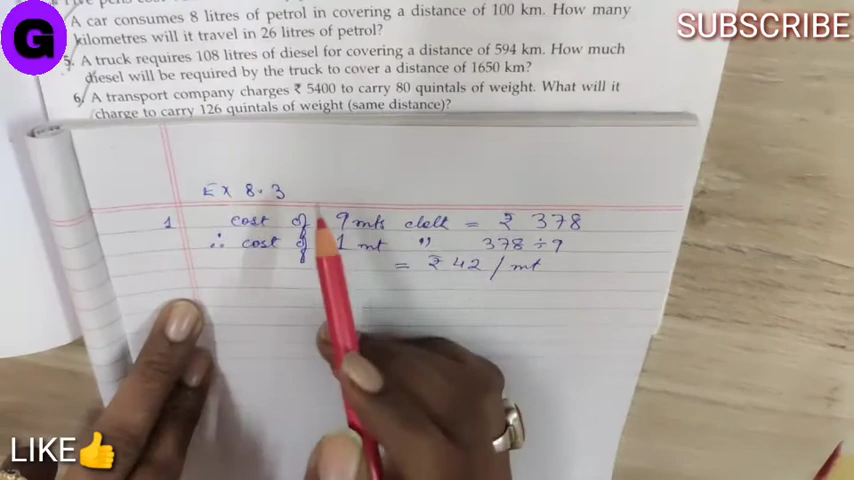 SUBSCRIBE
G
A car consumes 8 litres of petrol in covering a distance of 100 km. How many
kilometres will it travel in 26 litres of petrol?
5. A truck requires 108 litres of diesel for covering a distance of 594 km. How much
diesel will be required by the truck to cover a distance of 1650 km?
6. A transport company charges ₹ 5400 to carry 80 quintals of weight. What will it
charge to carry 126 quintals of weight (same distance)?
Ex 8.3
1 cost of 9 mts cloth = ₹ 378
∴ cost of 1 mt " 378 ÷ 9
= ₹ 42 / mt
LIKE